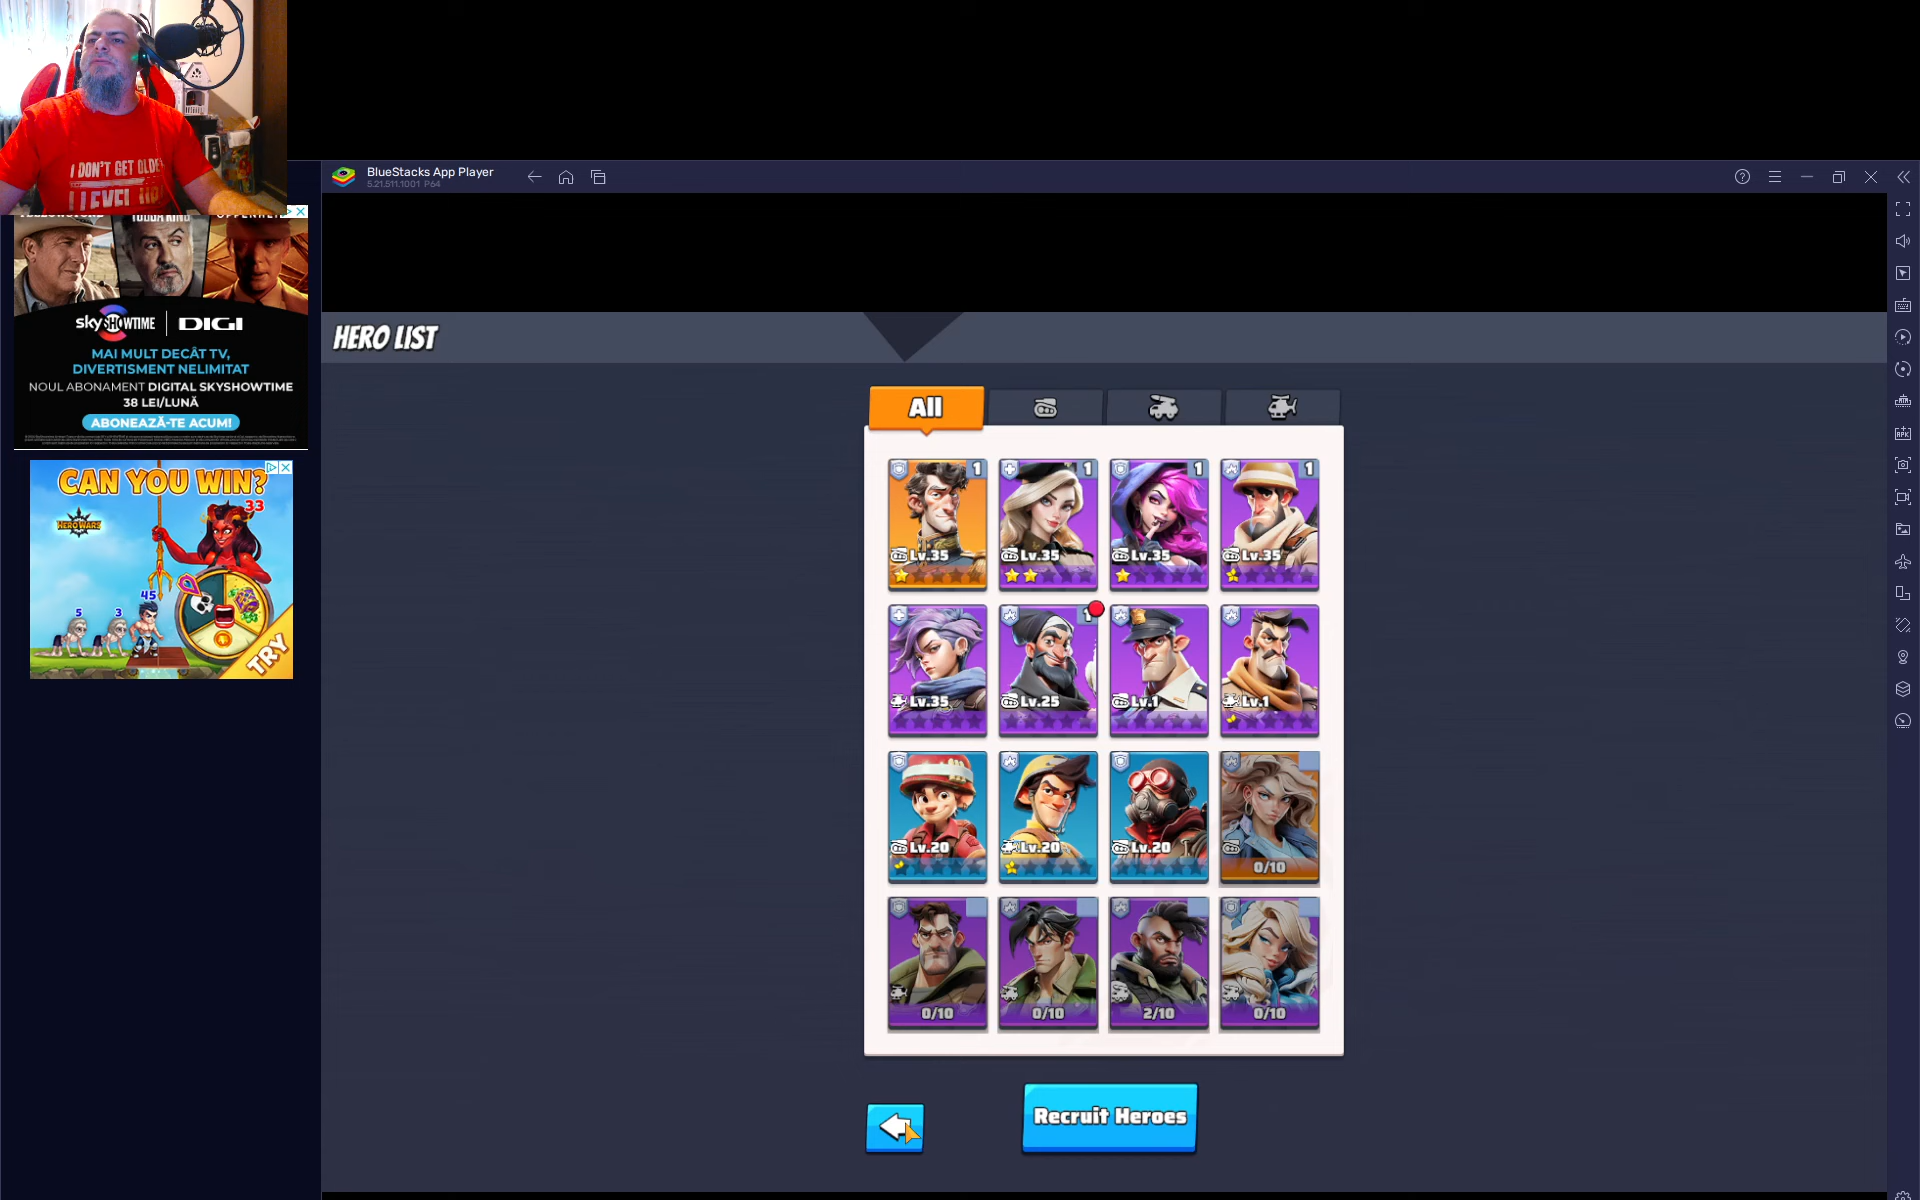 I DON'T GET OLDER
I LEVEL UP
BlueStacks App Player
5.21.511.1001 P64
OPPENHEI
sky SHOWTIME | DIGI
MAI MULT DECÂT TV,
DIVERTISMENT NELIMITAT
NOUL ABONAMENT DIGITAL SKYSHOWTIME
38 LEI/LUNĂ
ABONEAZĂ-TE ACUM!
CAN YOU WIN?
33
HERO WARS
45
5
3
TRY
HERO LIST
All
1
1
1
1
Lv.35
Lv.35
Lv.35
Lv.35
1
Lv.35
Lv.25
Lv.1
Lv.1
Lv.20
Lv.20
Lv.20
0/10
0/10
0/10
2/10
0/10
Recruit Heroes